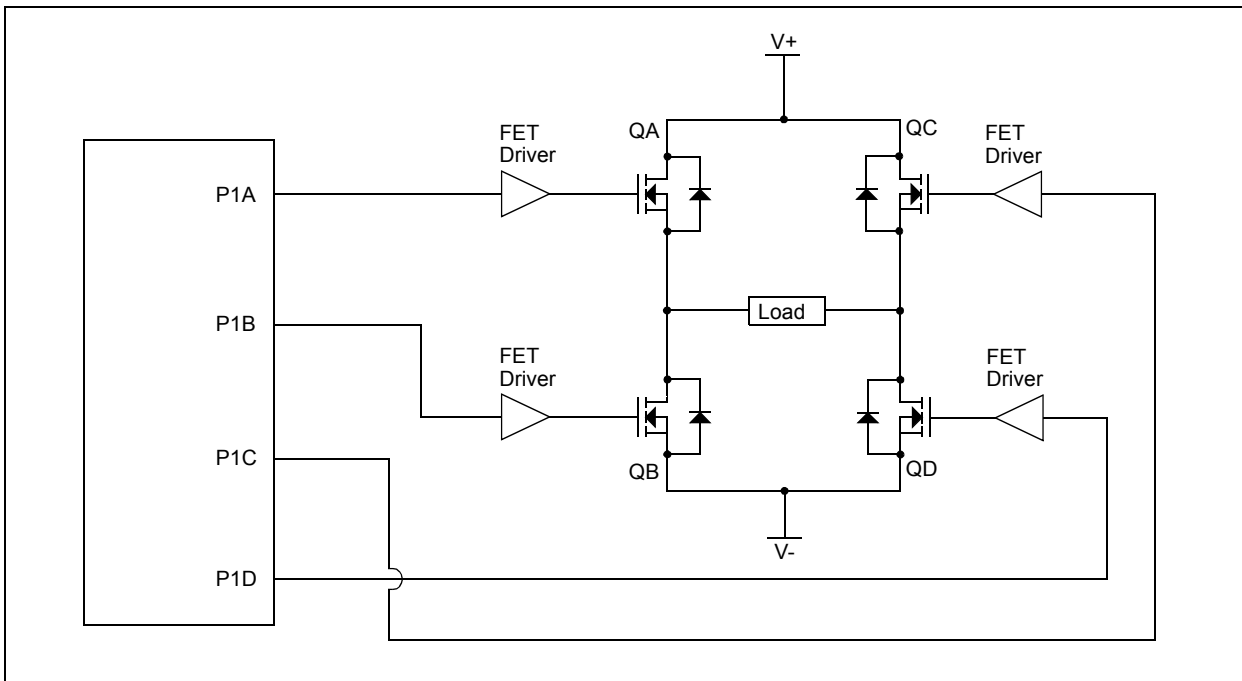 V+
QA
QC
FET
Driver
FET
Driver
P1A
Load
P1B
FET
Driver
FET
Driver
P1C
QB
QD
V-
P1D